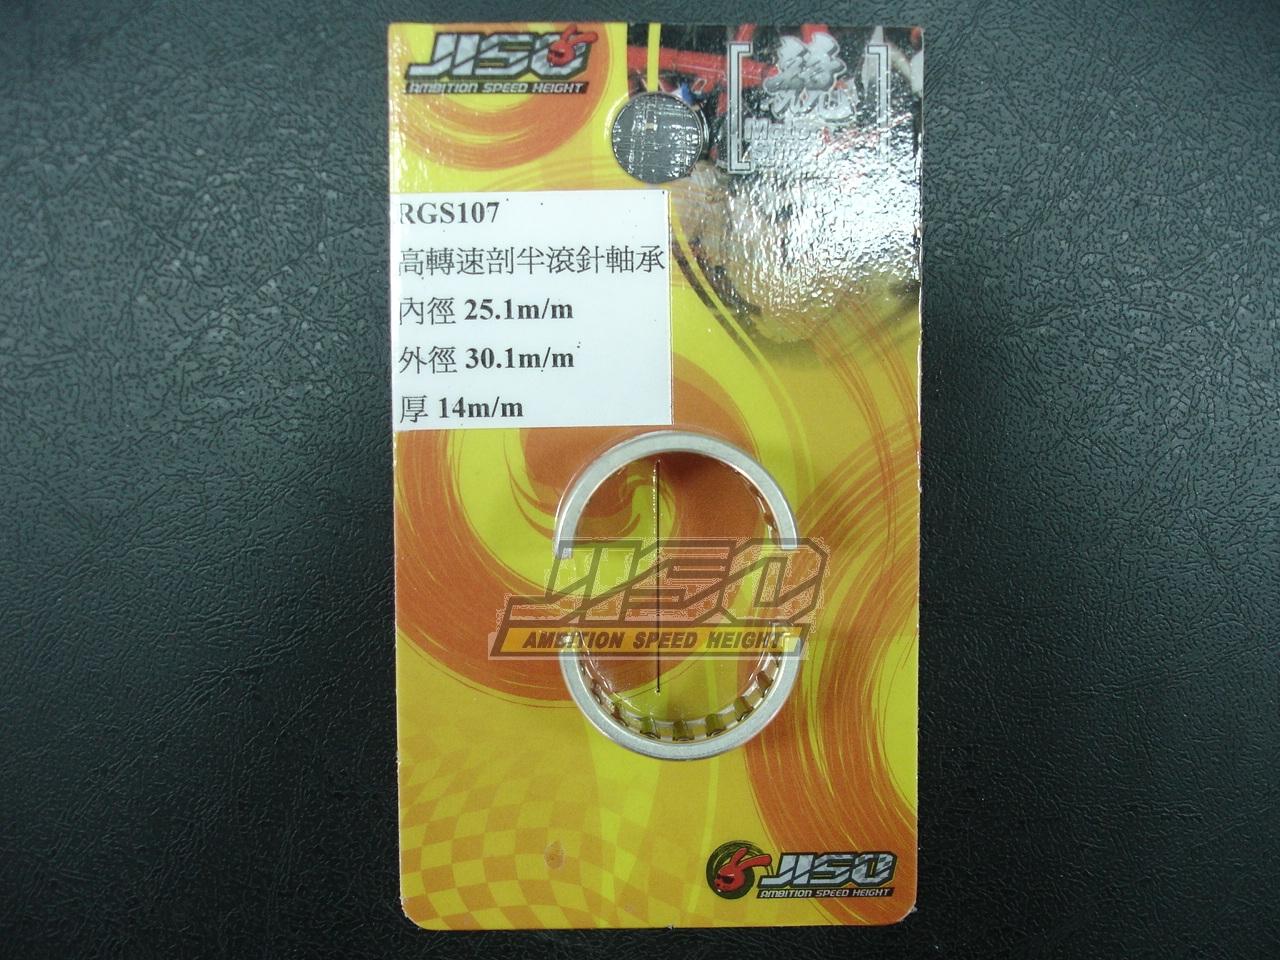 JISO
AMBITION SPEED HEIGHT
RGS107
高轉速剖半滾針軸承
內徑 25.1m/m
外徑 30.1m/m
厚 14m/m
JISO
AMBITION SPEED HEIGHT
JISO
AMBITION SPEED HEIGHT